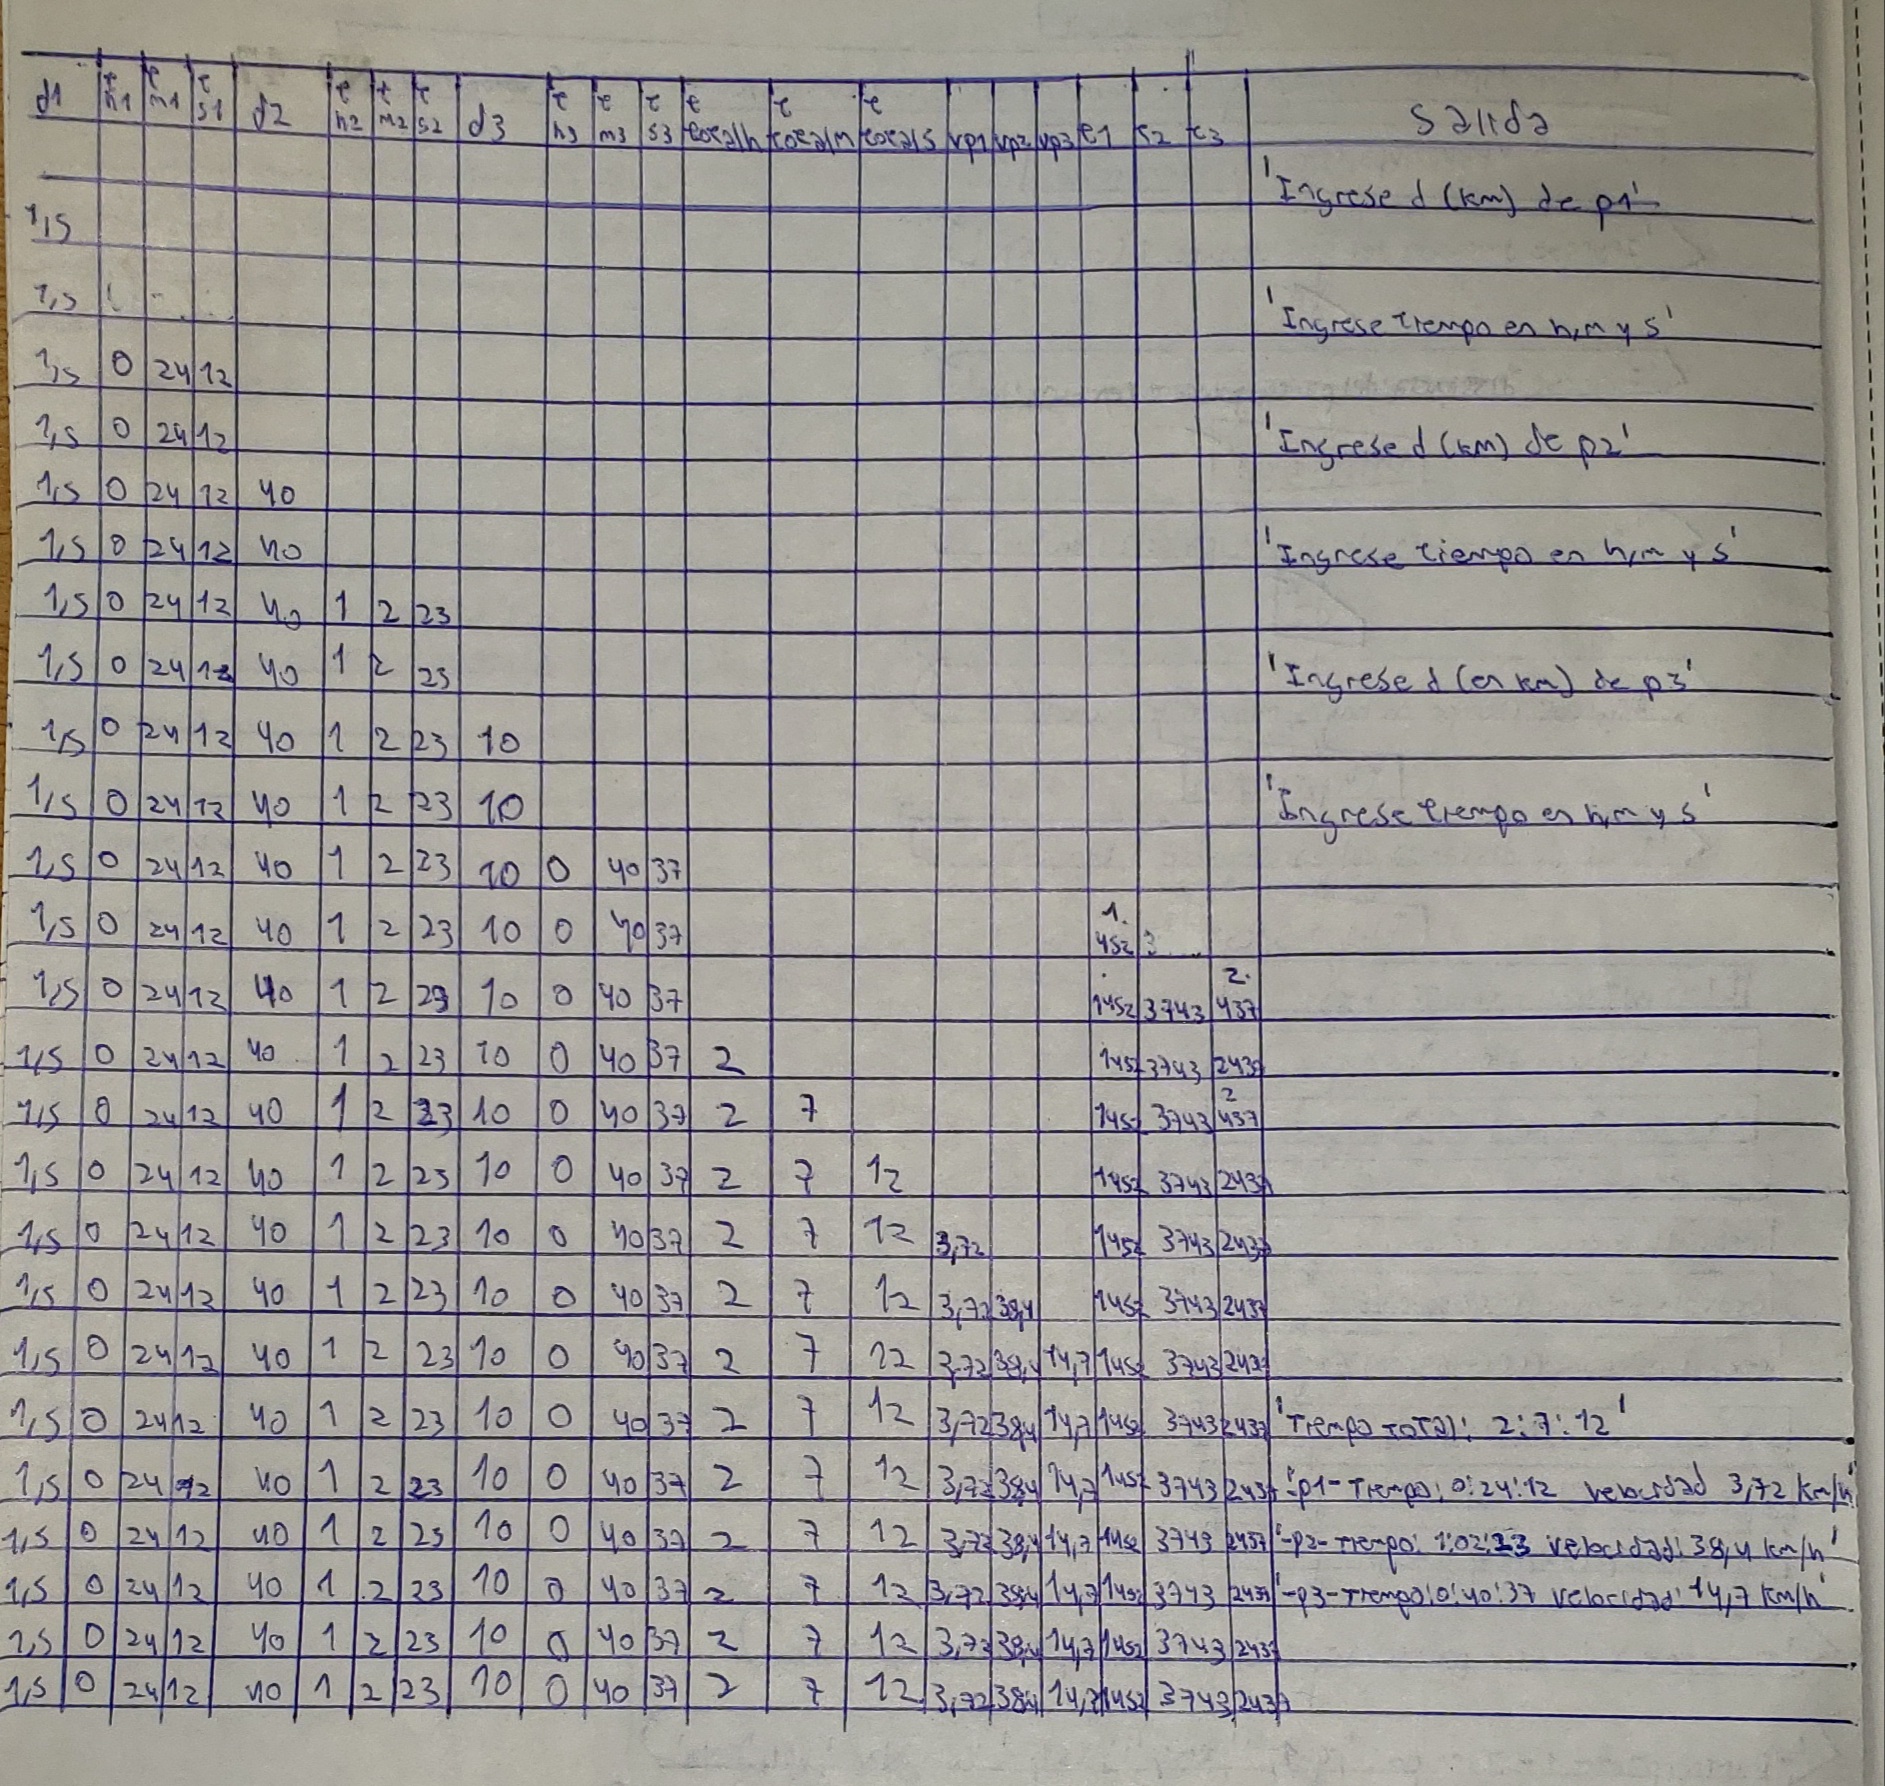 d1 th1 tm1 ts1 d2 th2 tm2 ts2 d3 th3 tm3 ts3 ttotalh ttotalm ttotals vp1 vp2 vp3 t1 t2 t3 Salida
'Ingrese d (km) de p1'
1,5
1,5 'Ingrese tiempo en h,m y s'
1,5 0 24 12
1,5 0 24 12 'Ingrese d (km) de p2'
1,5 0 24 12 40
1,5 0 24 12 40 'Ingrese tiempo en h,m y s'
1,5 0 24 12 40 1 2 23
1,5 0 24 12 40 1 2 23 'Ingrese d (en km) de p3'
1,5 0 24 12 40 1 2 23 10
1,5 0 24 12 40 1 2 23 10 'Ingrese tiempo en h,m y s'
1,5 0 24 12 40 1 2 23 10 0 40 37
1,5 0 24 12 40 1 2 23 10 0 40 37 1.452 3
1,5 0 24 12 40 1 2 23 10 0 40 37 1452 3743 2.437
1,5 0 24 12 40 1 2 23 10 0 40 37 2 1452 3743 2437
1,5 0 24 12 40 1 2 23 10 0 40 37 2 7 1452 3743 2437
1,5 0 24 12 40 1 2 23 10 0 40 37 2 7 12 1452 3743 2437
1,5 0 24 12 40 1 2 23 10 0 40 37 2 7 12 3,72 1452 3743 2437
1,5 0 24 12 40 1 2 23 10 0 40 37 2 7 12 3,72 38,4 1452 3743 2437
1,5 0 24 12 40 1 2 23 10 0 40 37 2 7 12 3,72 38,4 14,7 1452 3743 2437
1,5 0 24 12 40 1 2 23 10 0 40 37 2 7 12 3,72 38,4 14,7 1452 3743 2437 'Tiempo total: 2:7:12'
1,5 0 24 12 40 1 2 23 10 0 40 37 2 7 12 3,72 38,4 14,7 1452 3743 2437 '-p1-Tiempo: 0:24:12 velocidad 3,72 km/h'
1,5 0 24 12 40 1 2 23 10 0 40 37 2 7 12 3,72 38,4 14,7 1452 3743 2437 '-p2-Tiempo: 1:02:23 velocidad: 38,4 km/h'
1,5 0 24 12 40 1 2 23 10 0 40 37 2 7 12 3,72 38,4 14,7 1452 3743 2437 '-p3-Tiempo:0:40:37 velocidad: 14,7 km/h'
1,5 0 24 12 40 1 2 23 10 0 40 37 2 7 12 3,72 38,4 14,7 1452 3743 2437
1,5 0 24 12 40 1 2 23 10 0 40 37 2 7 12 3,72 38,4 14,7 1452 3743 2437